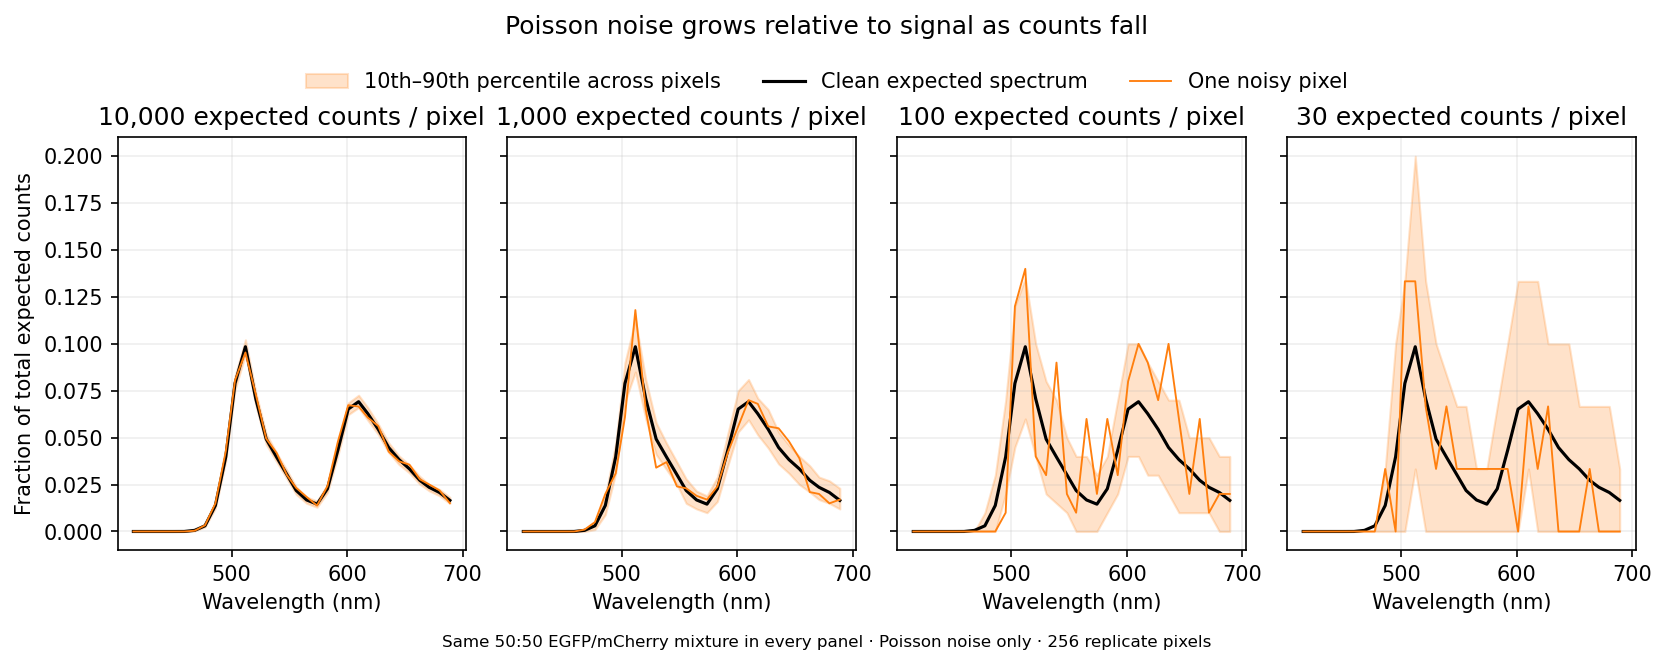 Poisson noise grows relative to signal as counts fall
10th–90th percentile across pixels Clean expected spectrum One noisy pixel
10,000 expected counts / pixel 1,000 expected counts / pixel 100 expected counts / pixel 30 expected counts / pixel
Fraction of total expected counts
0.200
0.175
0.150
0.125
0.100
0.075
0.050
0.025
0.000
500 600 700 500 600 700 500 600 700 500 600 700
Wavelength (nm) Wavelength (nm) Wavelength (nm) Wavelength (nm)
Same 50:50 EGFP/mCherry mixture in every panel · Poisson noise only · 256 replicate pixels